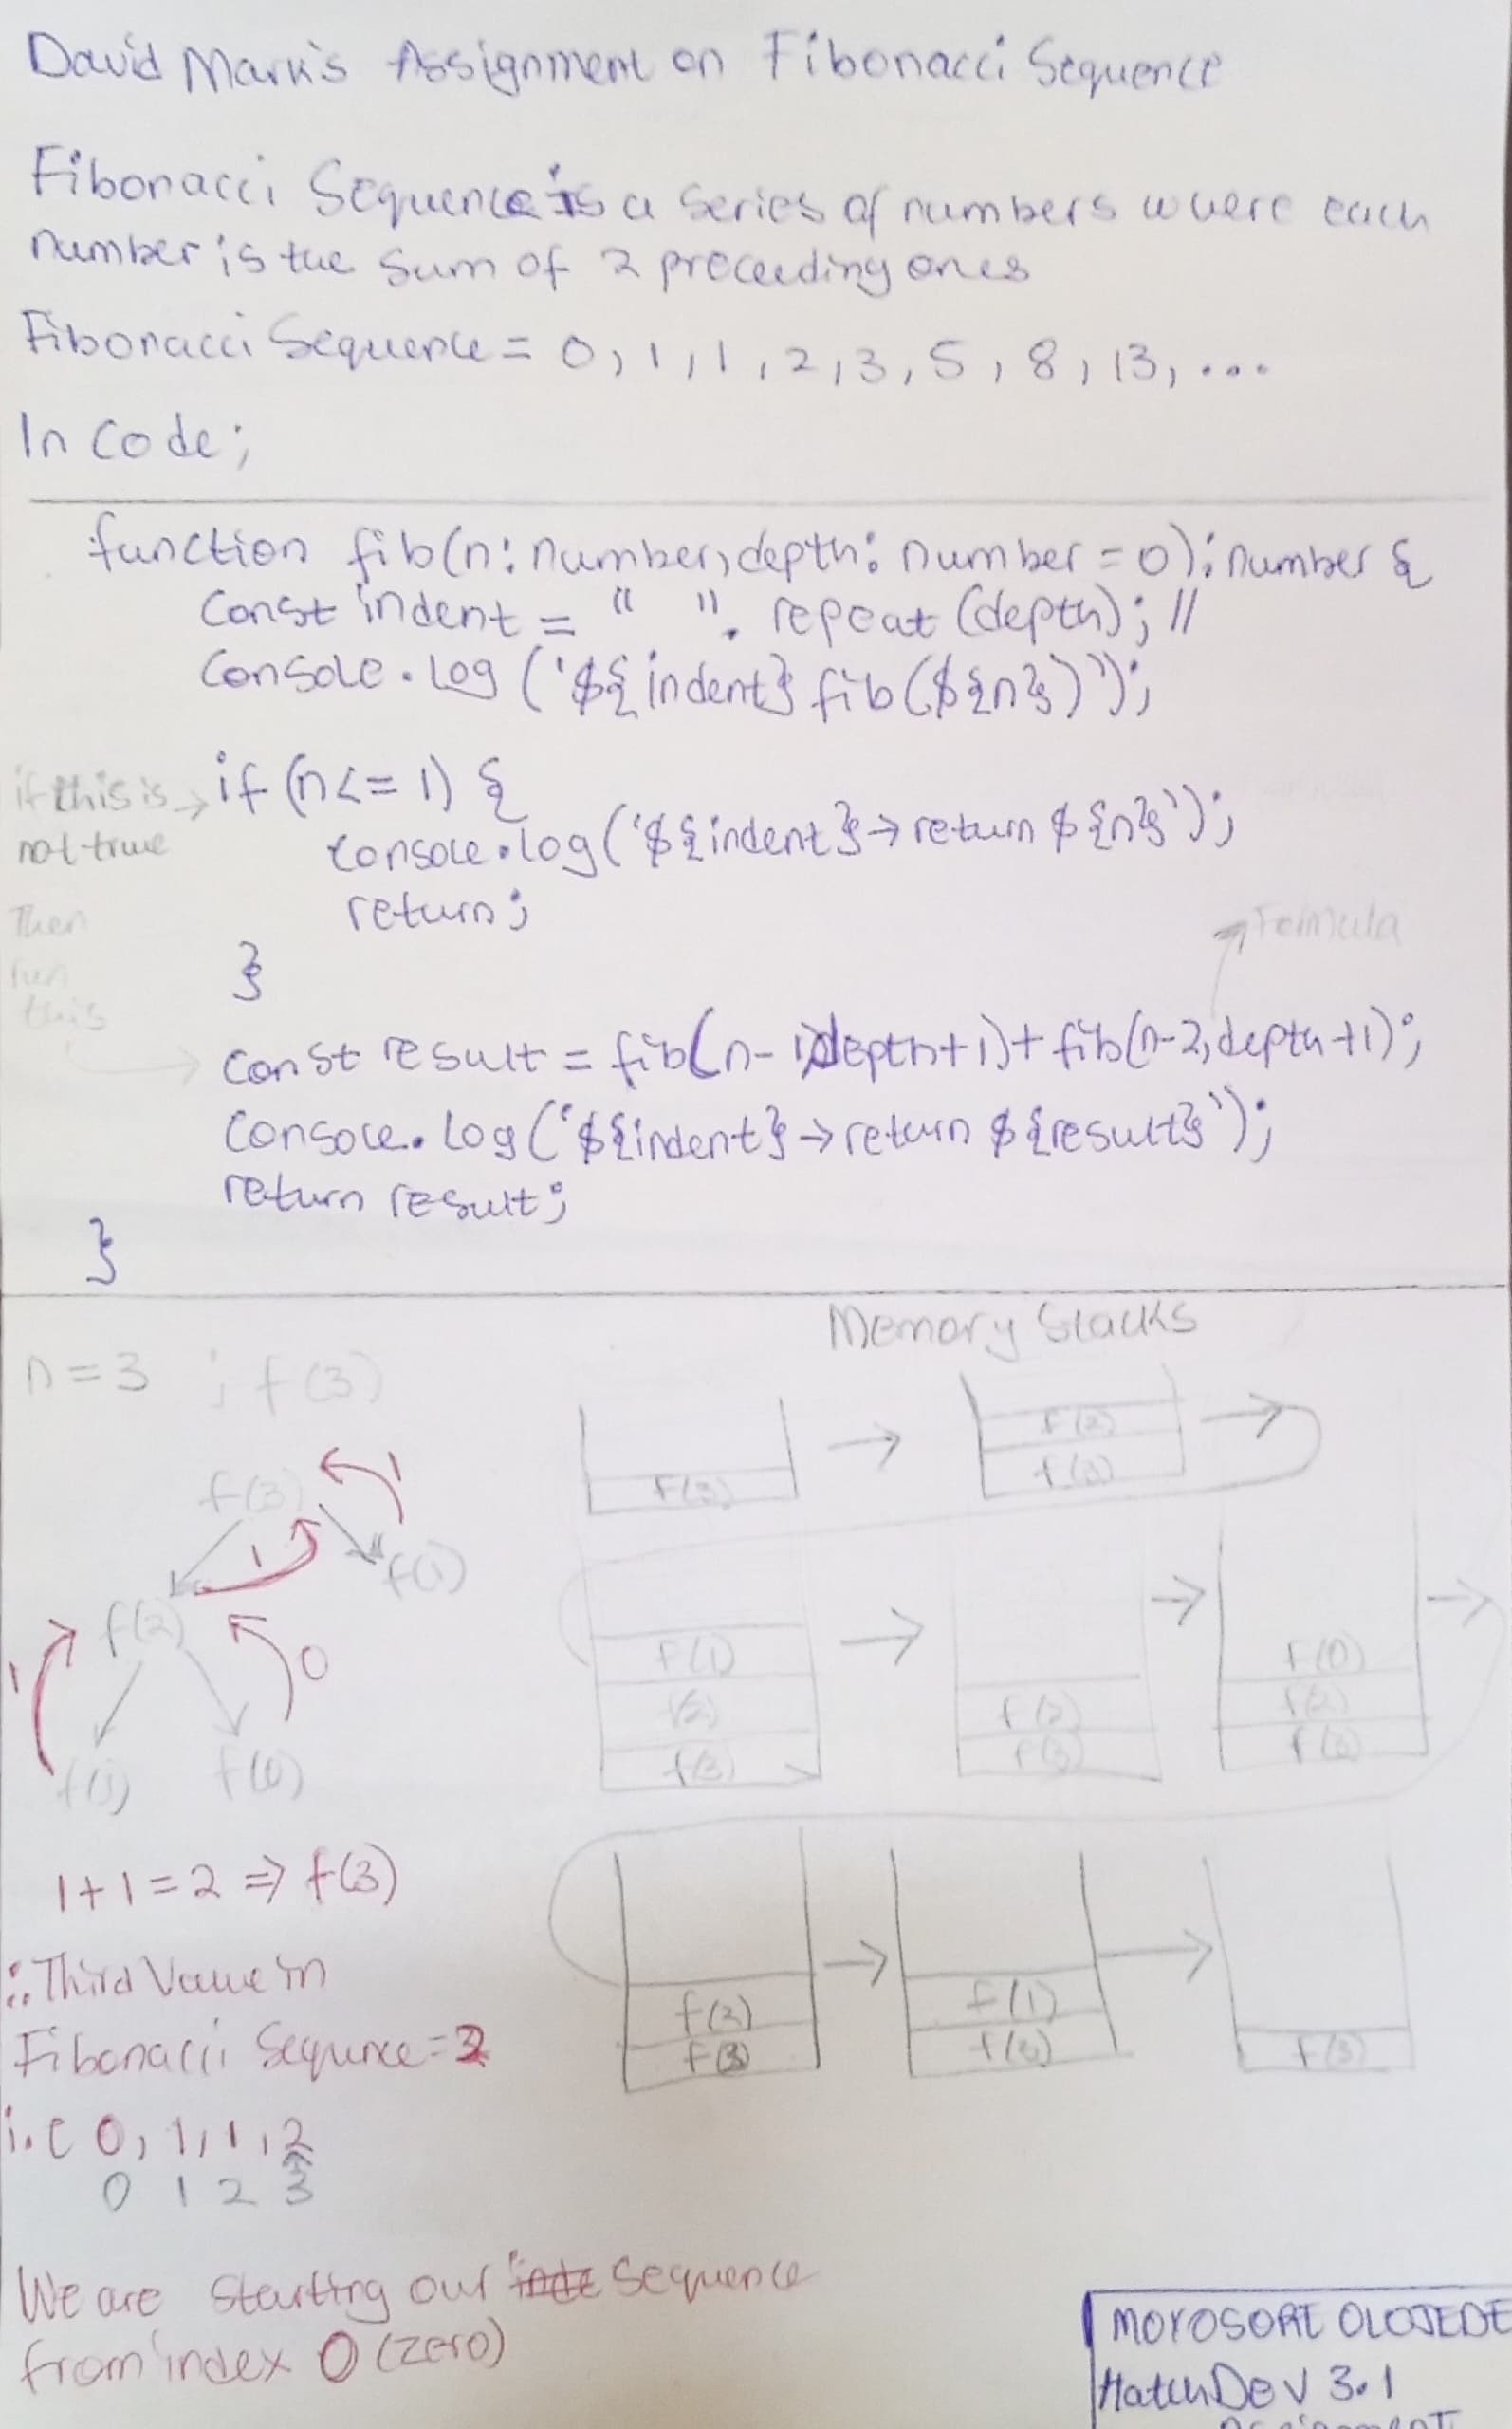 David Mark's Assignment on Fibonacci Sequence
Fibonacci Sequence is a series of numbers where each
number is the sum of 2 preceeding ones
Fibonacci Sequence = 0, 1, 1, 2, 3, 5, 8, 13, ...
In Code;
function fib(n: number, depth: number = 0): number {
const indent = " ". repeat (depth); //
console.log ('${indent} fib (${n})');
if this is → if (n <= 1) {
not true
console.log ('${indent} → return ${n}');
return;
Then
run
this
}
→ Formula
const result = fib(n-1, depth+1) + fib(n-2, depth+1);
console.log ('${indent} → return ${result}');
return result;
}
Memory Stacks
n = 3 ; f(3)
f(3)
1
f(1)
1
f(2)
1
0
f(1) f(0)
f(3) → f(2)
f(3) →
f(1)
f(2)
f(3)
→
f(2)
f(3)
→
f(0)
f(2)
f(3)
→
f(2)
f(3)
→
f(1)
f(3)
→
f(3)
1 + 1 = 2 ⇒ f(3)
∴ Third Value in
Fibonacci Sequnce = 2
i.e 0, 1, 1, 2
0 1 2 3
We are starting our sequence
from index 0 (zero)
MOYOSORE OLOJEDE
HatchDev 3.1
Assignment